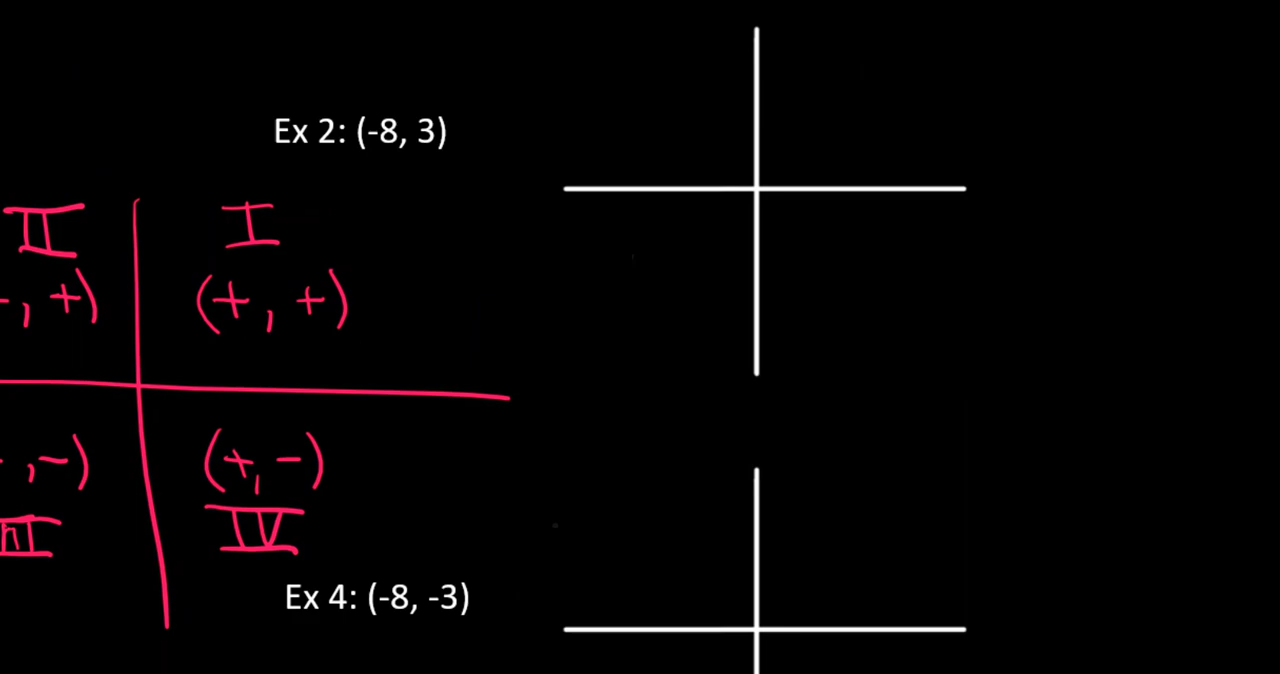 Ex 2: (-8, 3)
II I
, +) (+, +)
, -) (+, -)
III IV
Ex 4: (-8, -3)